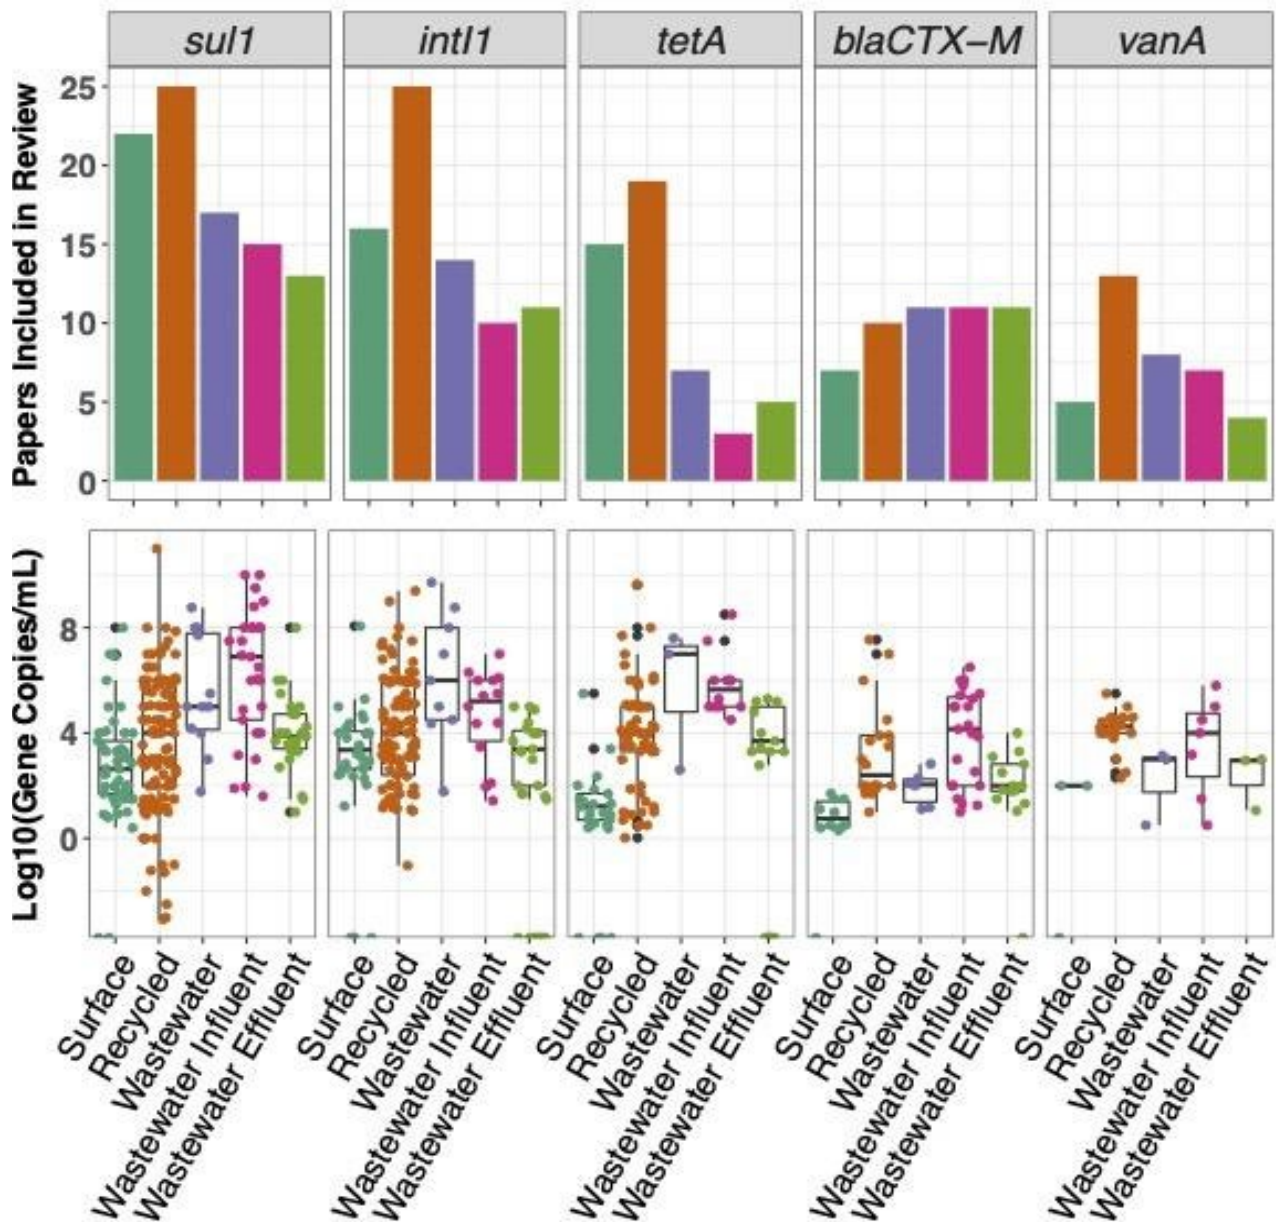 sul1 intI1 tetA blaCTX–M vanA
Papers Included in Review
25
20
15
10
5
0
Log10(Gene Copies/mL)
8
4
0
Surface Recycled Wastewater Wastewater Influent Wastewater Effluent
Surface Recycled Wastewater Wastewater Influent Wastewater Effluent
Surface Recycled Wastewater Wastewater Influent Wastewater Effluent
Surface Recycled Wastewater Wastewater Influent Wastewater Effluent
Surface Recycled Wastewater Wastewater Influent Wastewater Effluent